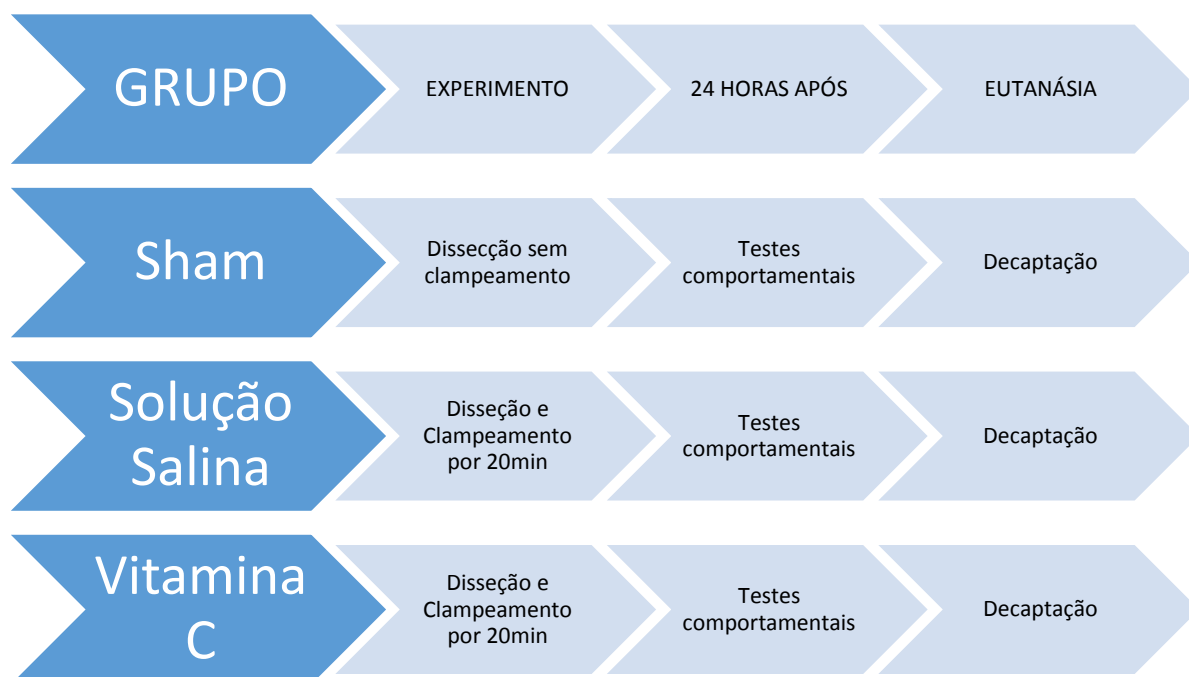 GRUPO
EXPERIMENTO
24 HORAS APÓS
EUTANÁSIA
Sham
Dissecção sem
clampeamento
Testes
comportamentais
Decaptação
Solução
Salina
Disseção e
Clampeamento
por 20min
Testes
comportamentais
Decaptação
Vitamina
C
Disseção e
Clampeamento
por 20min
Testes
comportamentais
Decaptação